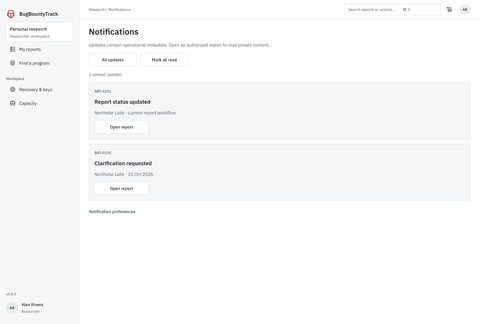 BugBountyTrack
Personal research
Researcher workspace
My reports
Find a program
Workspace
Recovery & keys
Capacity
v1.0.4
AR
Alex Rivera
Researcher
Research / Notifications
Search reports or actions...
⌘ K
AR
Notifications
Updates contain operational metadata. Open an authorized report to read private content.
All updates
Mark all read
2 unread updates
BBT-0241
Report status updated
Northstar Labs · current report workflow
Open report
BBT-0235
Clarification requested
Northstar Labs · 31 Oct 2026
Open report
Notification preferences